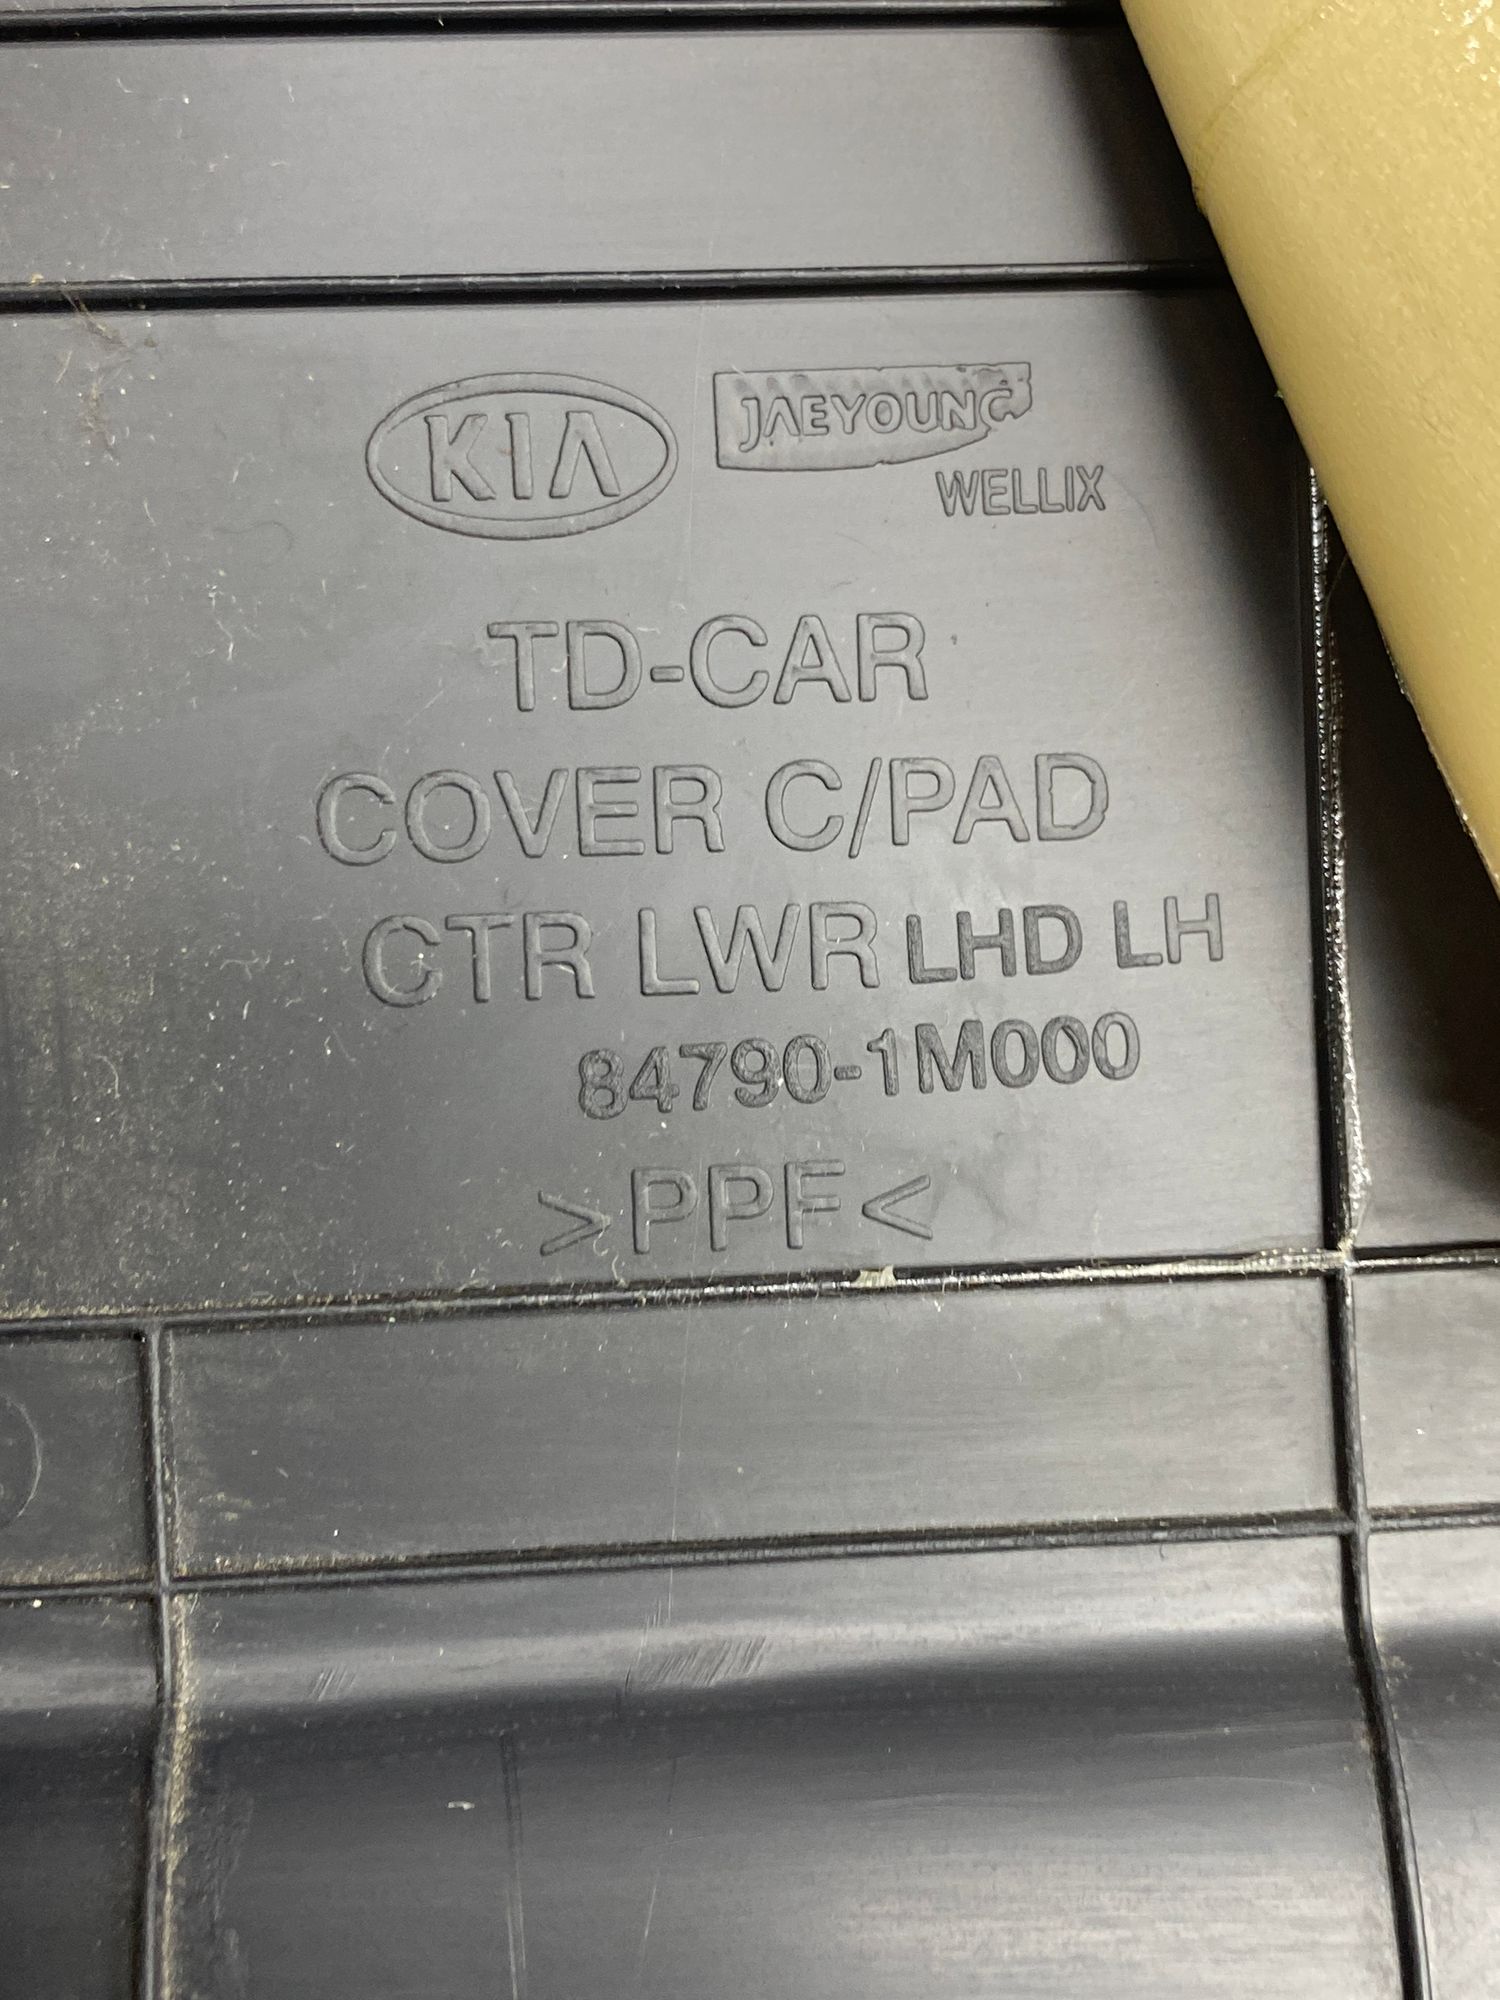 KIA JAEYOUNG
WELLIX
TD-CAR
COVER C/PAD
CTR LWR LHD LH
84790-1M000
>PPF<